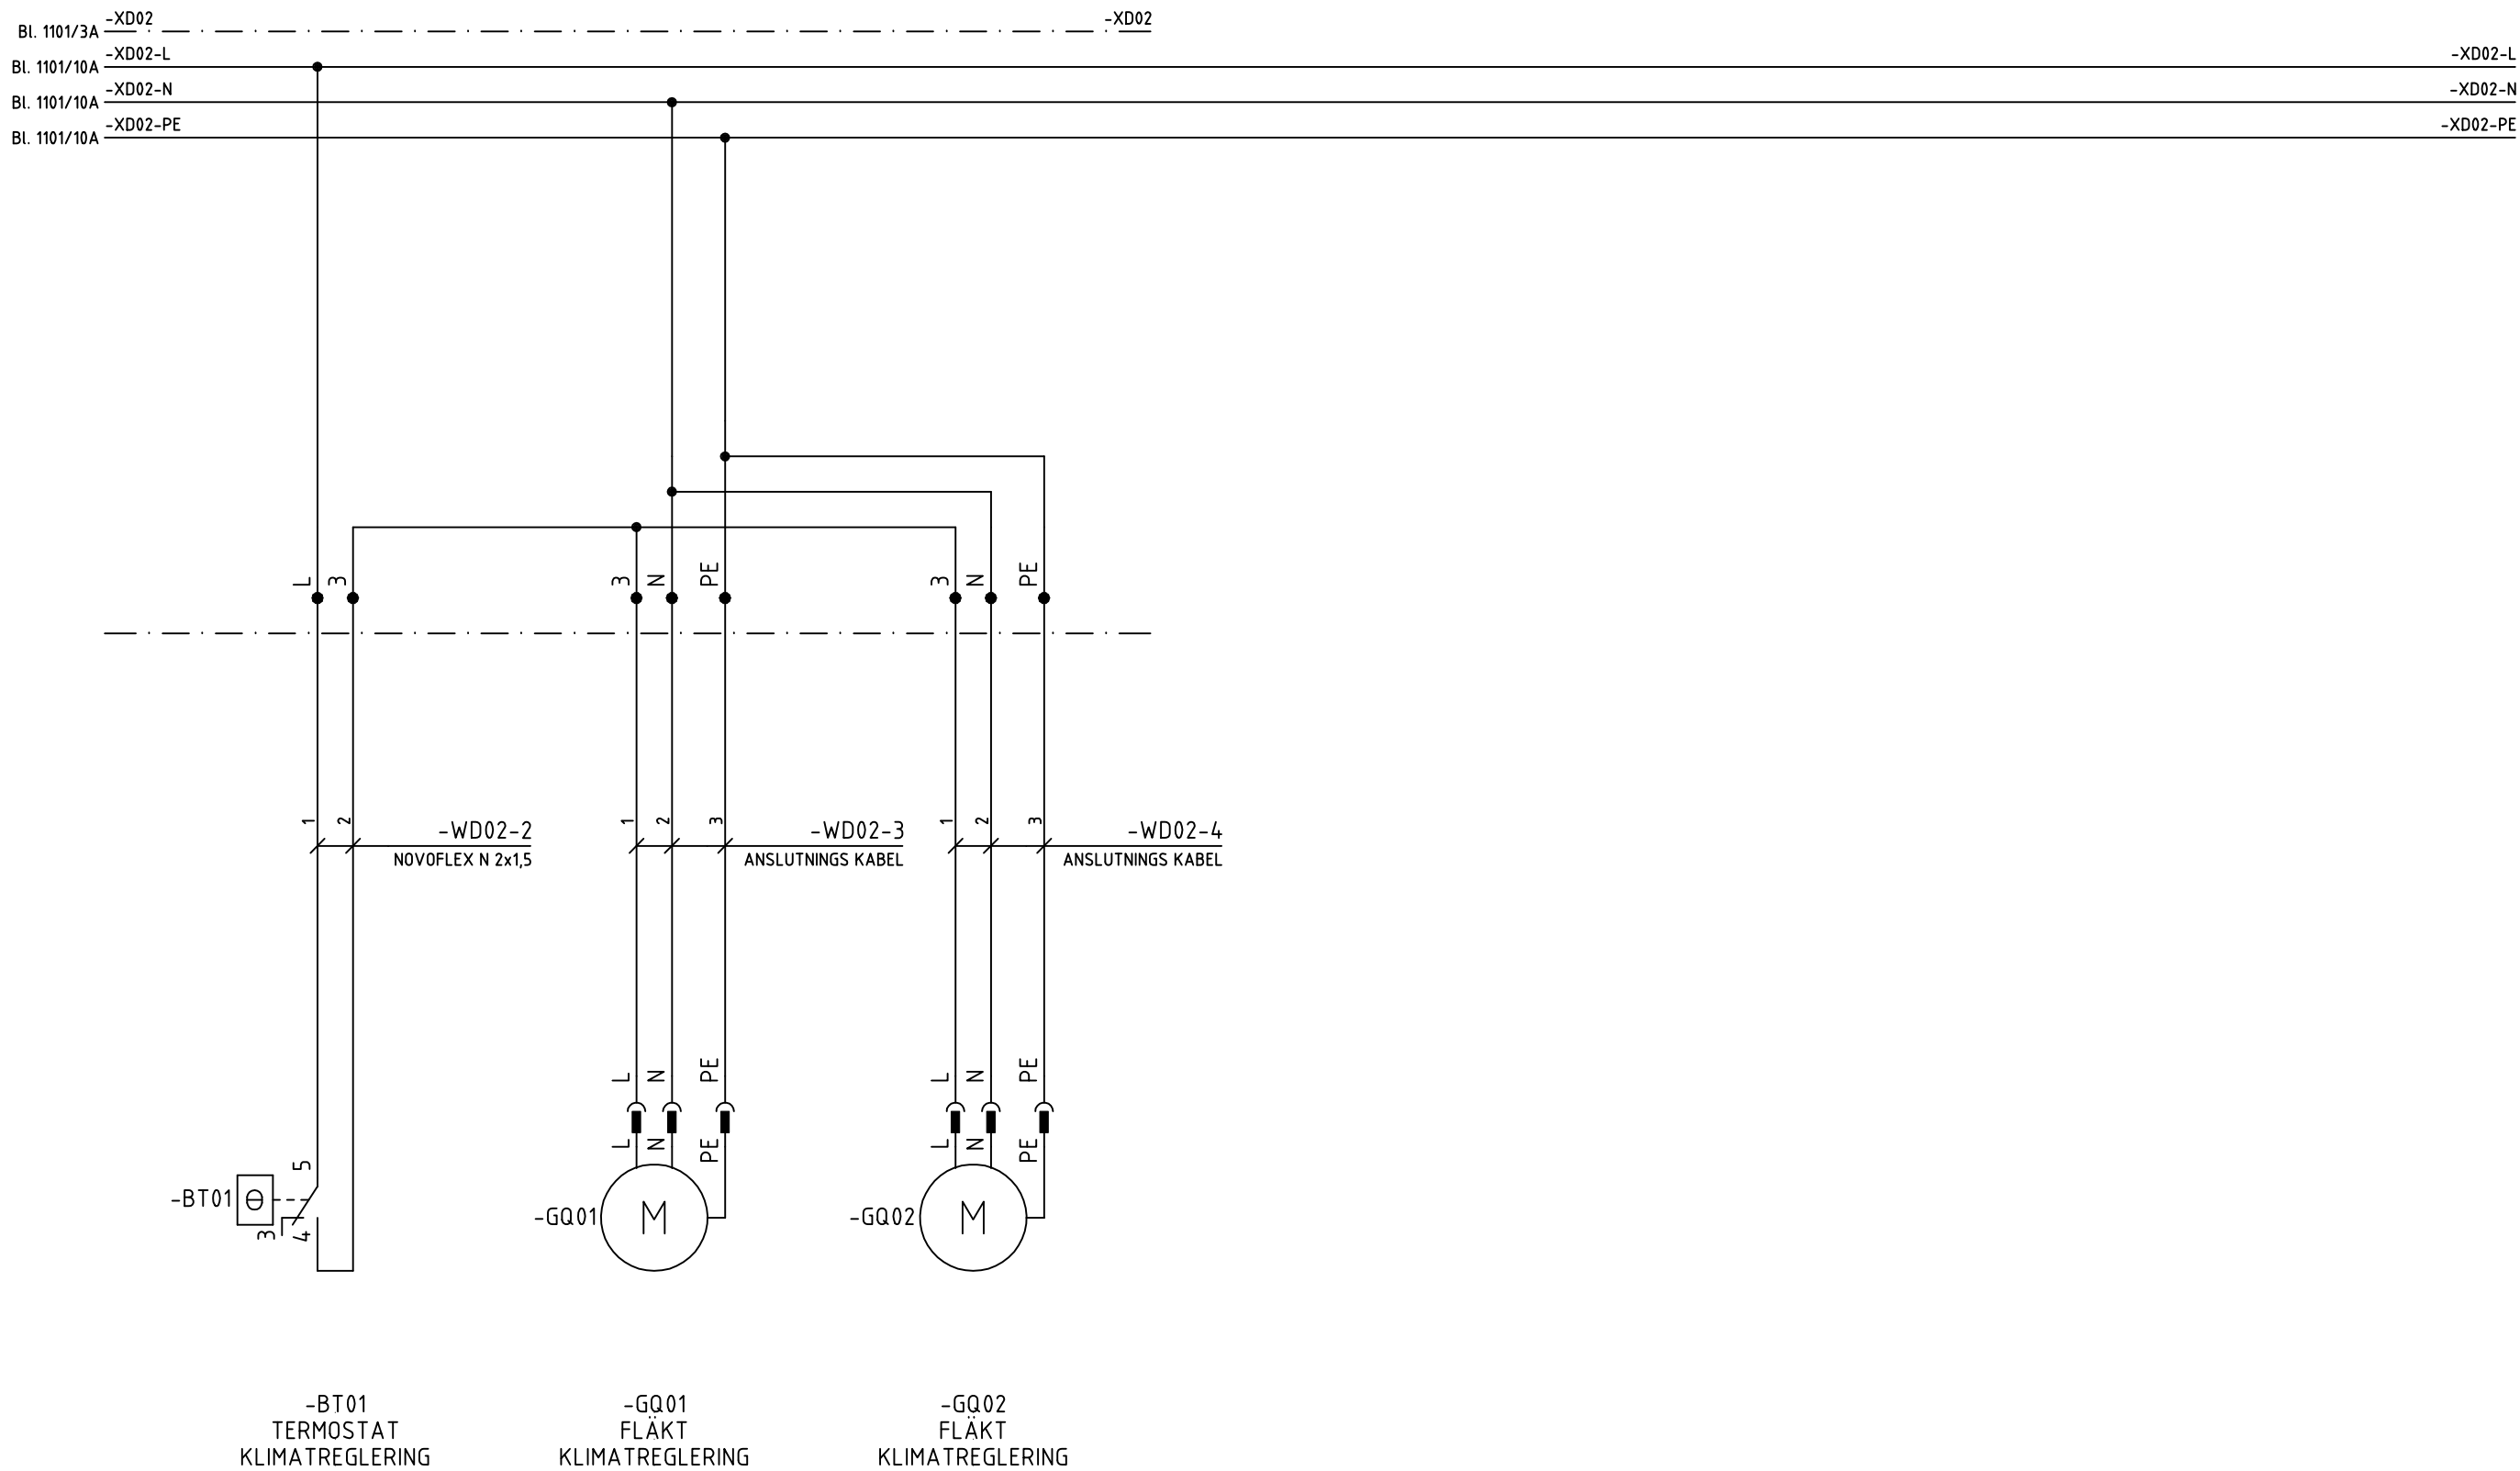 -XD02 -XD02
Bl. 1101/3A
-XD02-L -XD02-L
Bl. 1101/10A
-XD02-N -XD02-N
Bl. 1101/10A
-XD02-PE -XD02-PE
Bl. 1101/10A
L 3 3 N PE 3 N PE
1 2 -WD02-2 1 2 3 -WD02-3 1 2 3 -WD02-4
NOVOFLEX N 2x1,5 ANSLUTNINGS KABEL ANSLUTNINGS KABEL
L N PE L N PE
L N PE L N PE
5
-BT01 Θ -GQ01 M -GQ02 M
3 4
-BT01 -GQ01 -GQ02
TERMOSTAT FLÄKT FLÄKT
KLIMATREGLERING KLIMATREGLERING KLIMATREGLERING